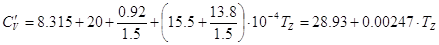 C'_V = 8.315 + 20 + 0.92/1.5 + (15.5 + 13.8/1.5) · 10^-4 T_Z = 28.93 + 0.00247 · T_Z